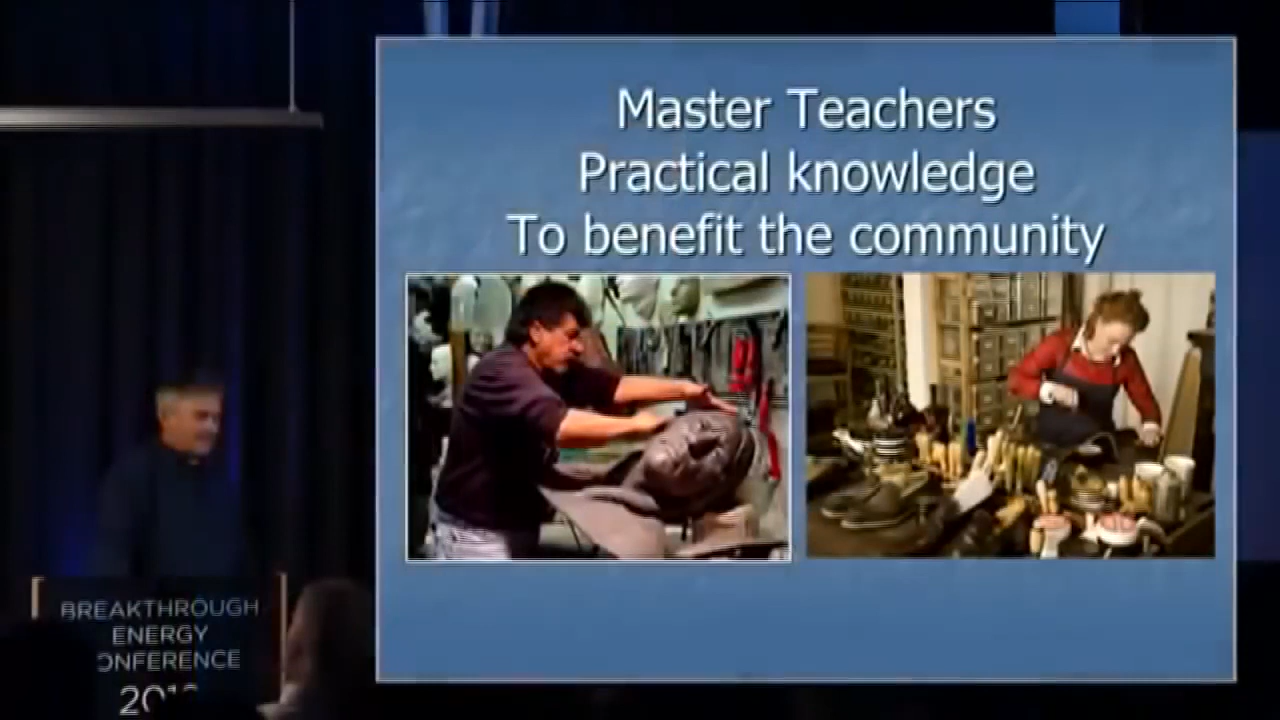 Master Teachers
Practical knowledge
To benefit the community
BREAKTHROUGH
ENERGY
ONFERENCE